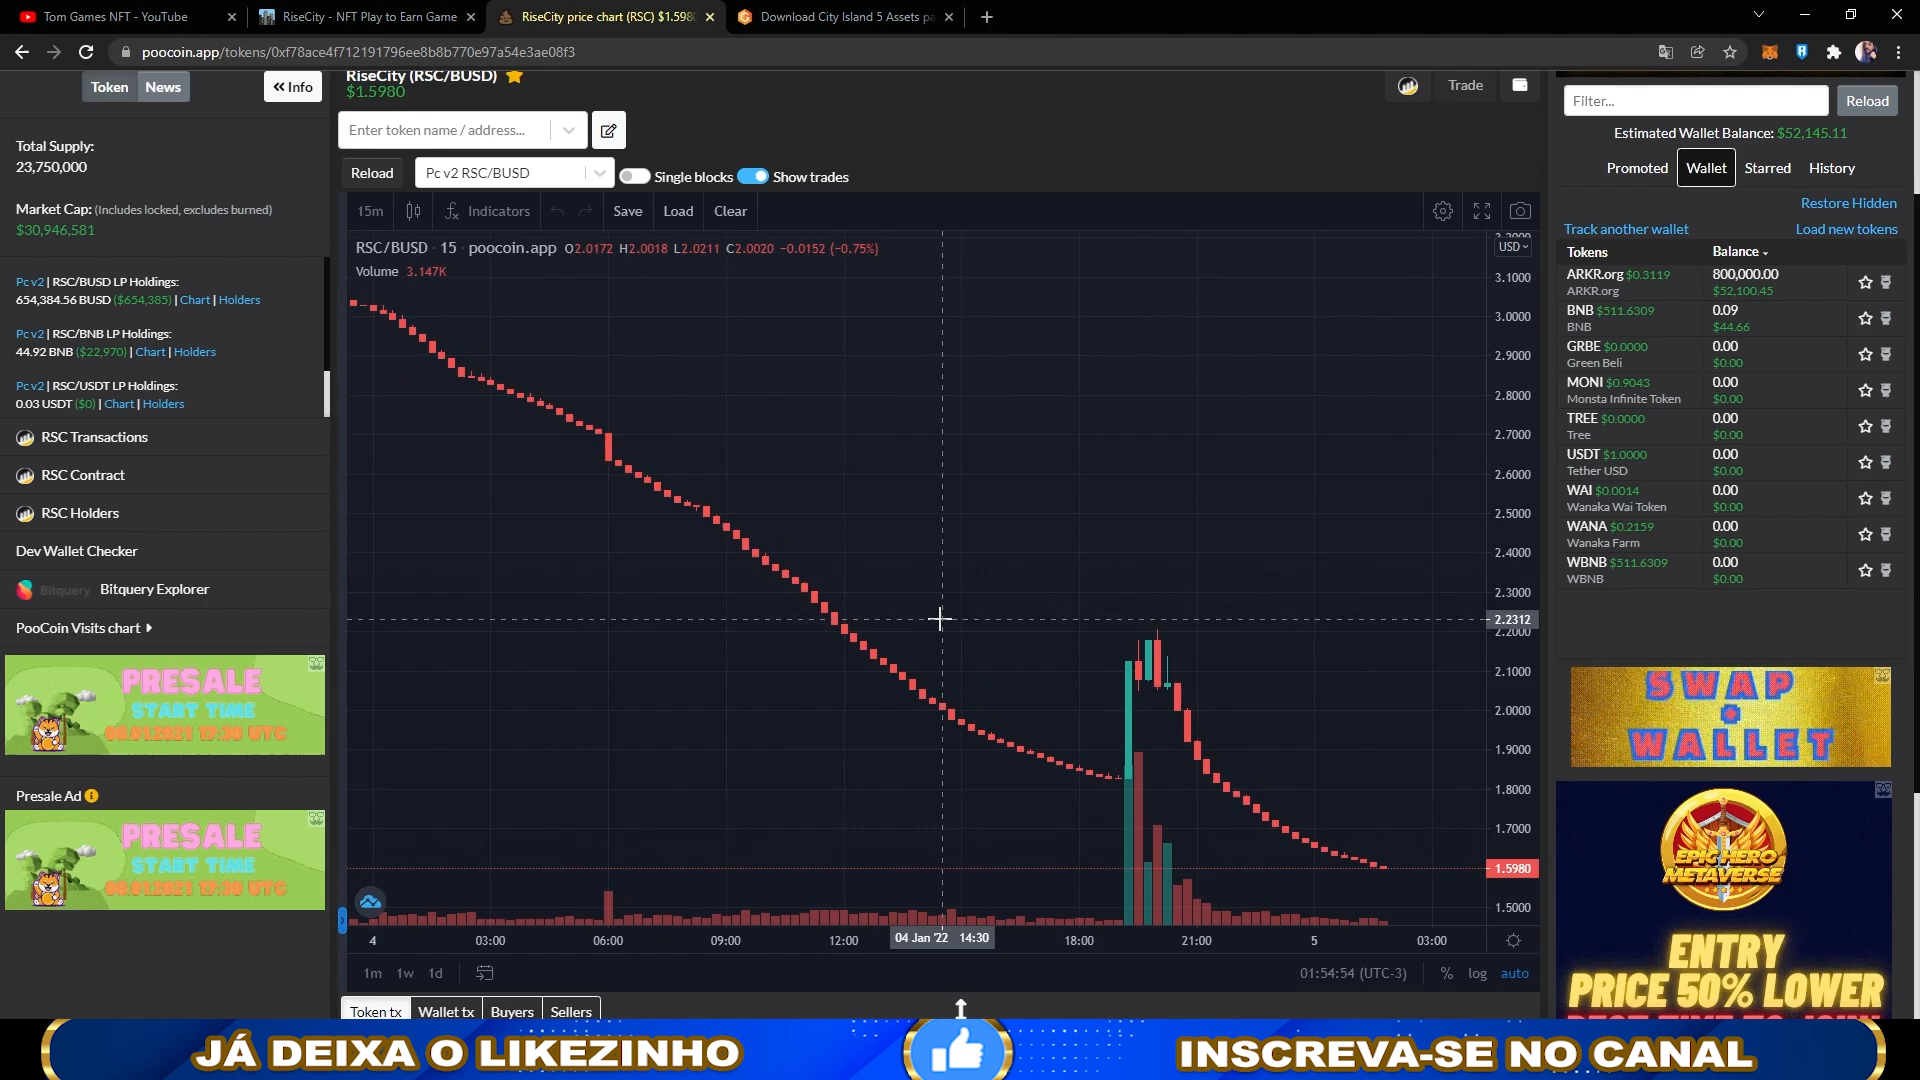 Tom Games NFT - YouTube
RiseCity - NFT Play to Earn Game
RiseCity price chart (RSC) $1.598
Download City Island 5 Assets pa
poocoin.app/tokens/0xf78ace4f712191796ee8b8b770e97a54e3ae08f3
Token News
« Info
Total Supply:
23,750,000
Market Cap: (Includes locked, excludes burned)
$30,946,581
Pc v2 | RSC/BUSD LP Holdings:
654,384.56 BUSD ($654,385) | Chart | Holders
Pc v2 | RSC/BNB LP Holdings:
44.92 BNB ($22,970) | Chart | Holders
Pc v2 | RSC/USDT LP Holdings:
0.03 USDT ($0) | Chart | Holders
RSC Transactions
RSC Contract
RSC Holders
Dev Wallet Checker
Bitquery Bitquery Explorer
PooCoin Visits chart
PRESALE
START TIME
Presale Ad
PRESALE
START TIME
RiseCity (RSC/BUSD)
$1.5980
Trade
Enter token name / address...
Reload
Pc v2 RSC/BUSD
Single blocks
Show trades
15m
Indicators
Save
Load
Clear
RSC/BUSD · 15 · poocoin.app O2.0172 H2.0018 L2.0211 C2.0020 -0.0152 (-0.75%)
Volume 3.147K
USD
3.1000
3.0000
2.9000
2.8000
2.7000
2.6000
2.5000
2.4000
2.3000
2.2312
2.2000
2.1000
2.0000
1.9000
1.8000
1.7000
1.5980
1.5000
4 03:00 06:00 09:00 12:00 04 Jan '22 14:30 18:00 21:00 5 03:00
1m 1w 1d
01:54:54 (UTC-3) % log auto
Token tx Wallet tx Buyers Sellers
Filter...
Reload
Estimated Wallet Balance: $52,145.11
Promoted Wallet Starred History
Restore Hidden
Track another wallet Load new tokens
Tokens Balance
ARKR.org $0.3119 800,000.00
ARKR.org $52,100.45
BNB $511.6309 0.09
BNB $44.66
GRBE $0.0000 0.00
Green Beli $0.00
MONI $0.9043 0.00
Monsta Infinite Token $0.00
TREE $0.0000 0.00
Tree $0.00
USDT $1.0000 0.00
Tether USD $0.00
WAI $0.0014 0.00
Wanaka Wai Token $0.00
WANA $0.2159 0.00
Wanaka Farm $0.00
WBNB $511.6309 0.00
WBNB $0.00
SWAP
WALLET
EPIC HERO
METAVERSE
ENTRY
PRICE 50% LOWER
JÁ DEIXA O LIKEZINHO
INSCREVA-SE NO CANAL